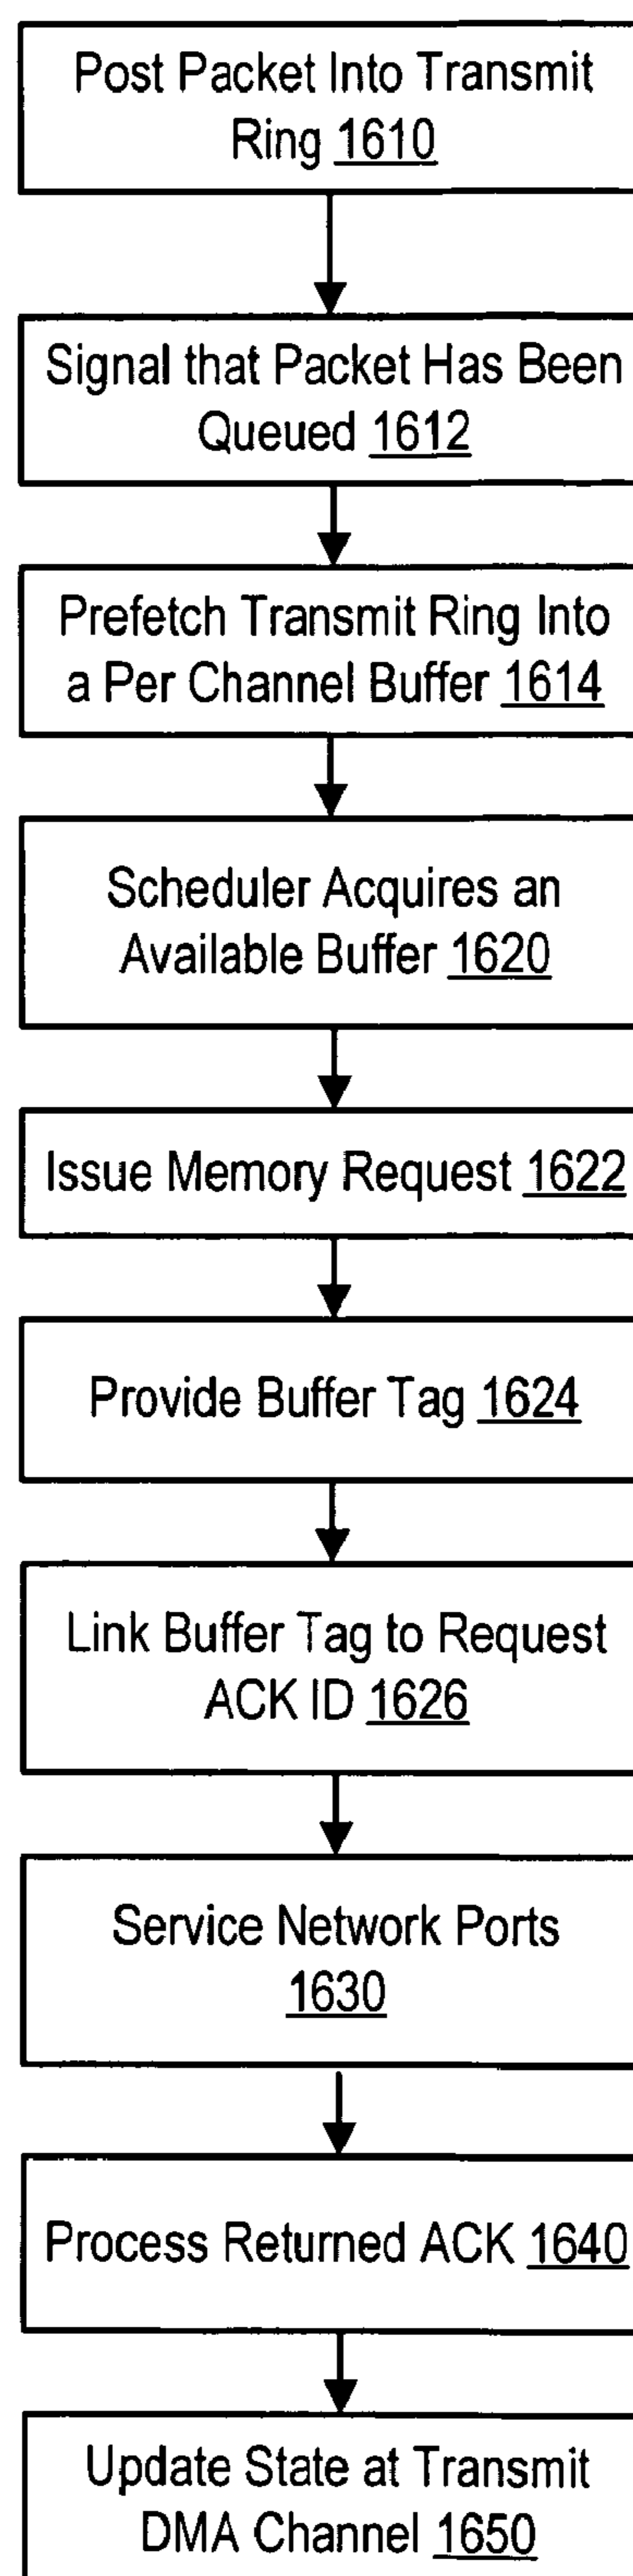 Post Packet Into Transmit
Ring 1610
Signal that Packet Has Been
Queued 1612
Prefetch Transmit Ring Into
a Per Channel Buffer 1614
Scheduler Acquires an
Available Buffer 1620
Issue Memory Request 1622
Provide Buffer Tag 1624
Link Buffer Tag to Request
ACK ID 1626
Service Network Ports
1630
Process Returned ACK 1640
Update State at Transmit
DMA Channel 1650